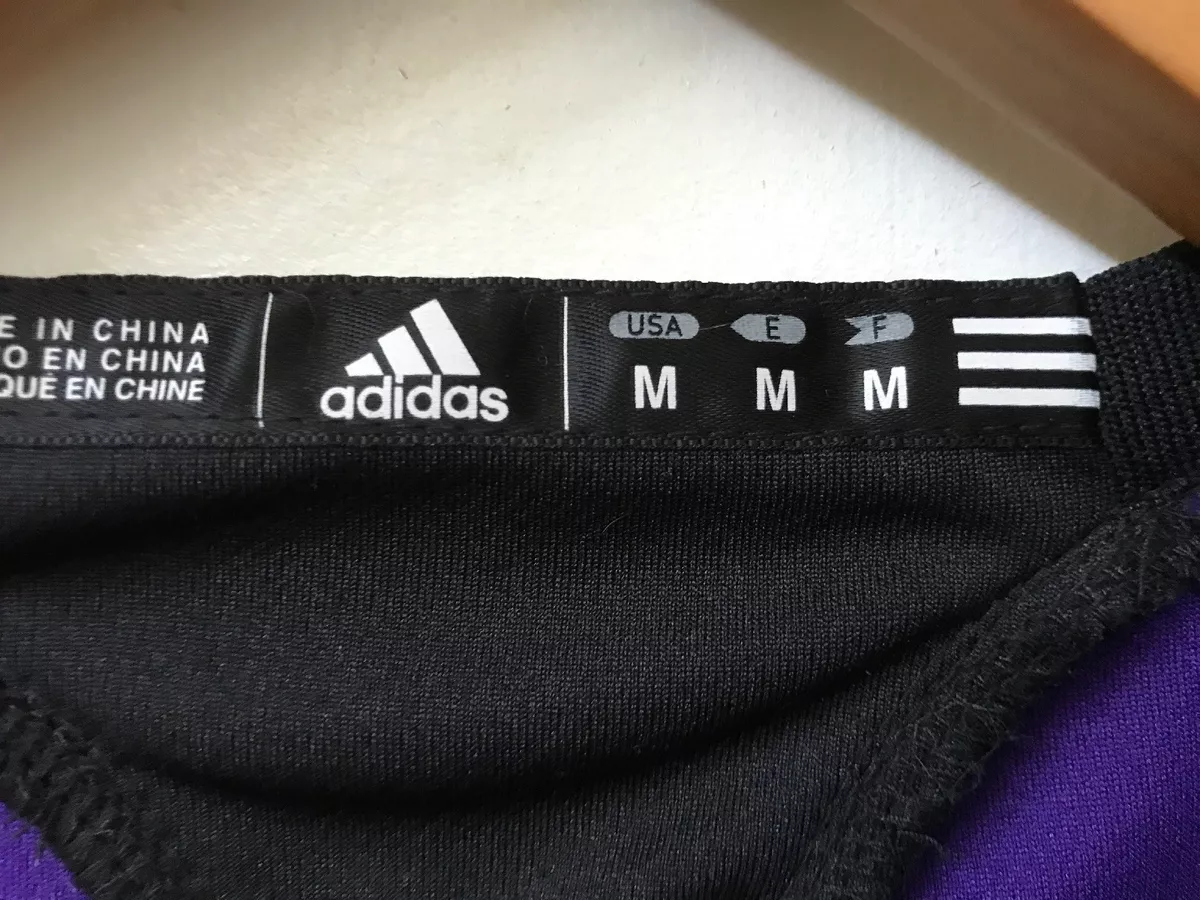 E IN CHINA
O EN CHINA
QUÉ EN CHINE
adidas
USA E F
M M M